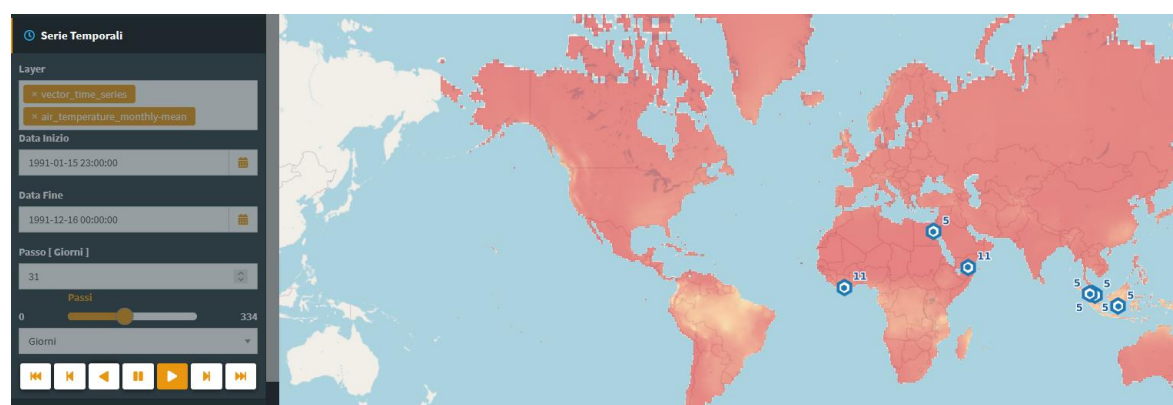 Serie Temporali
Layer
× vector_time_series
× air_temperature_monthly-mean
Data Inizio
1991-01-15 23:00:00
Data Fine
1991-12-16 00:00:00
Passo [ Giorni ]
31
Passi
0 334
Giorni
5
11
11
5 5
5
5 5